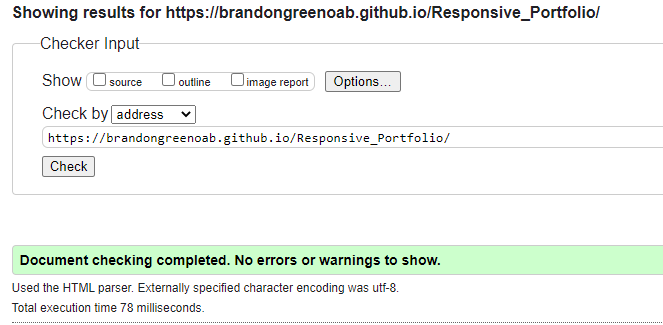 Showing results for https://brandongreenoab.github.io/Responsive_Portfolio/
Checker Input
Show source outline image report Options...
Check by address
https://brandongreenoab.github.io/Responsive_Portfolio/
Check
Document checking completed. No errors or warnings to show.
Used the HTML parser. Externally specified character encoding was utf-8.
Total execution time 78 milliseconds.